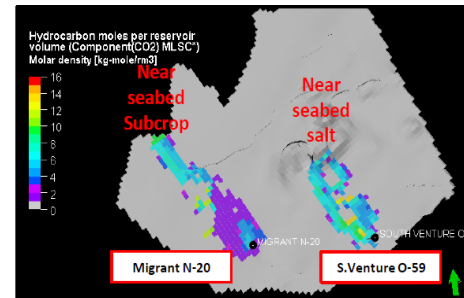 Hydrocarbon moles per reservoir
volume (Component(CO2) MLSC*)
Molar density [kg-mole/rm3]
16
14
12
10
8
6
4
2
0
Near
seabed
Subcrop
Near
seabed
salt
MIGRANT N-20
SOUTH VENTURE O
Migrant N-20
S.Venture O-59